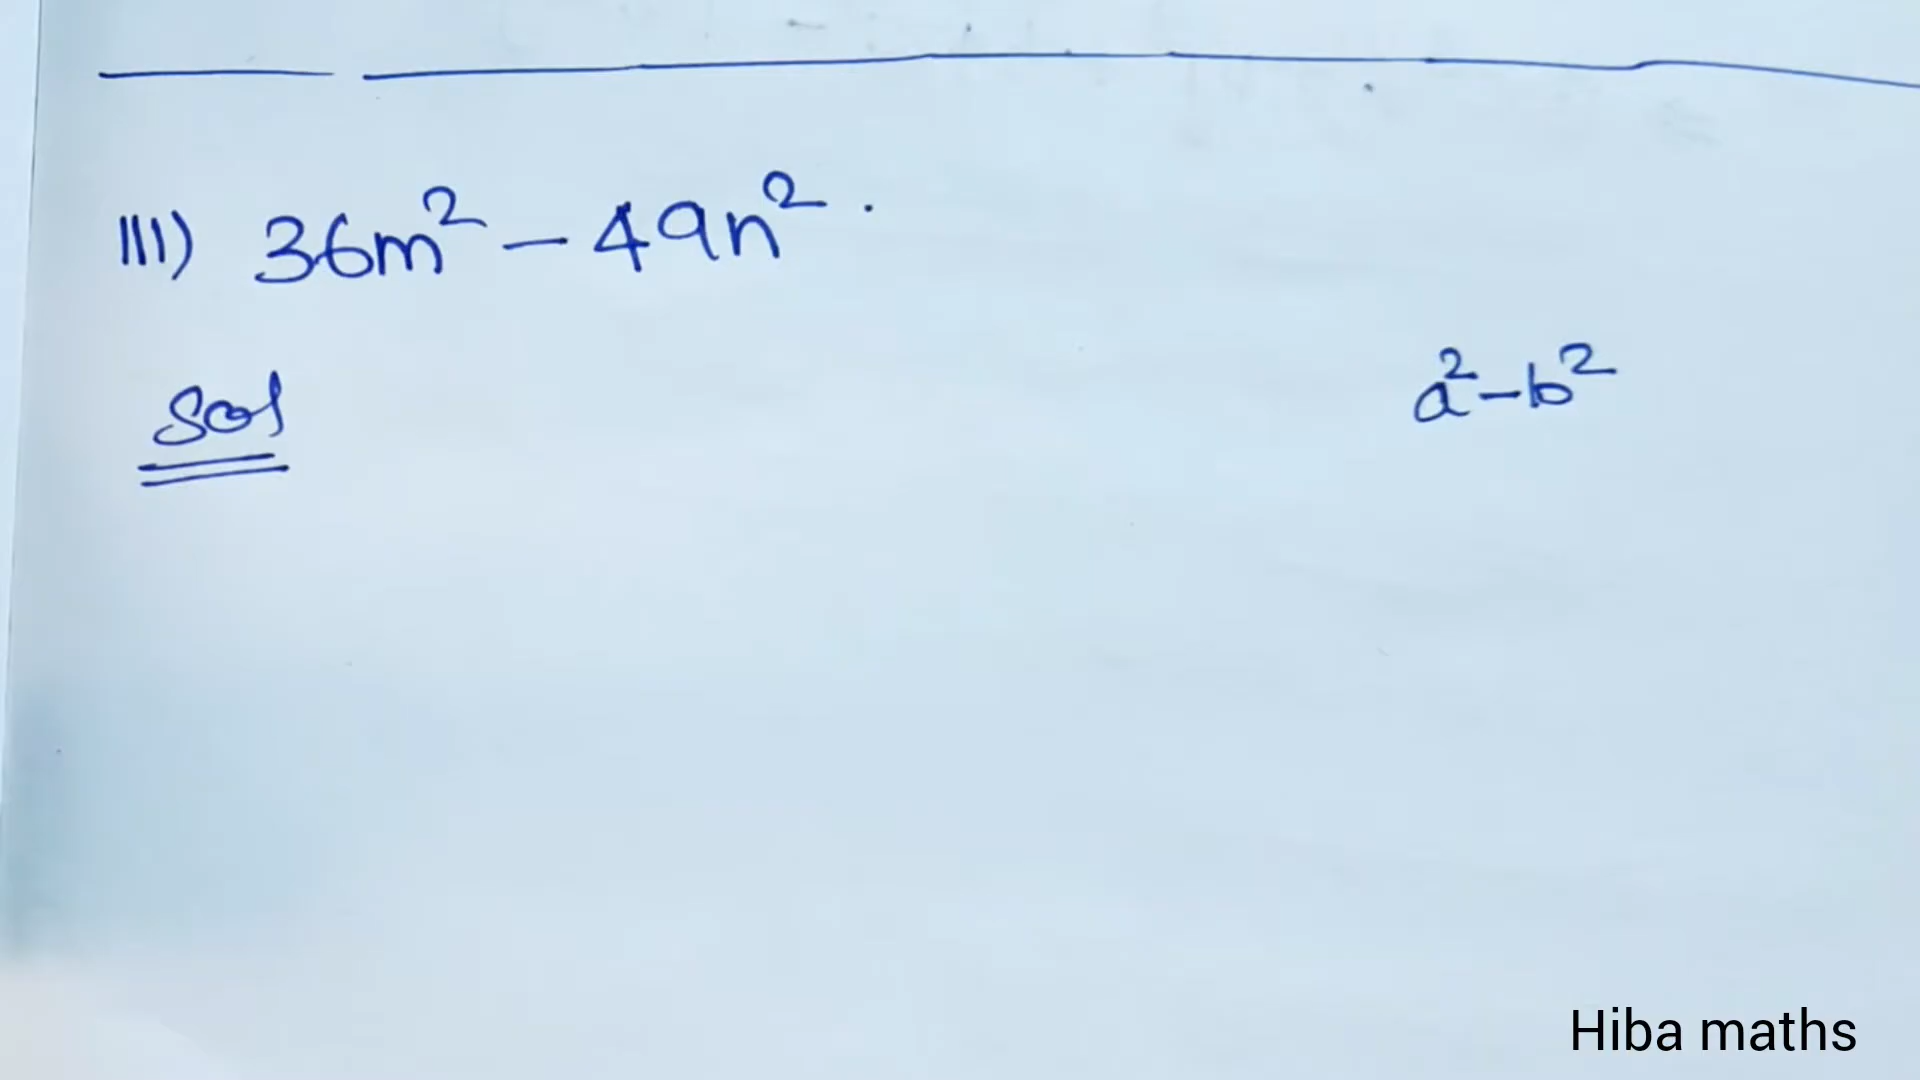 III) 36m² - 49n².
Sol
a² - b²
Hiba maths